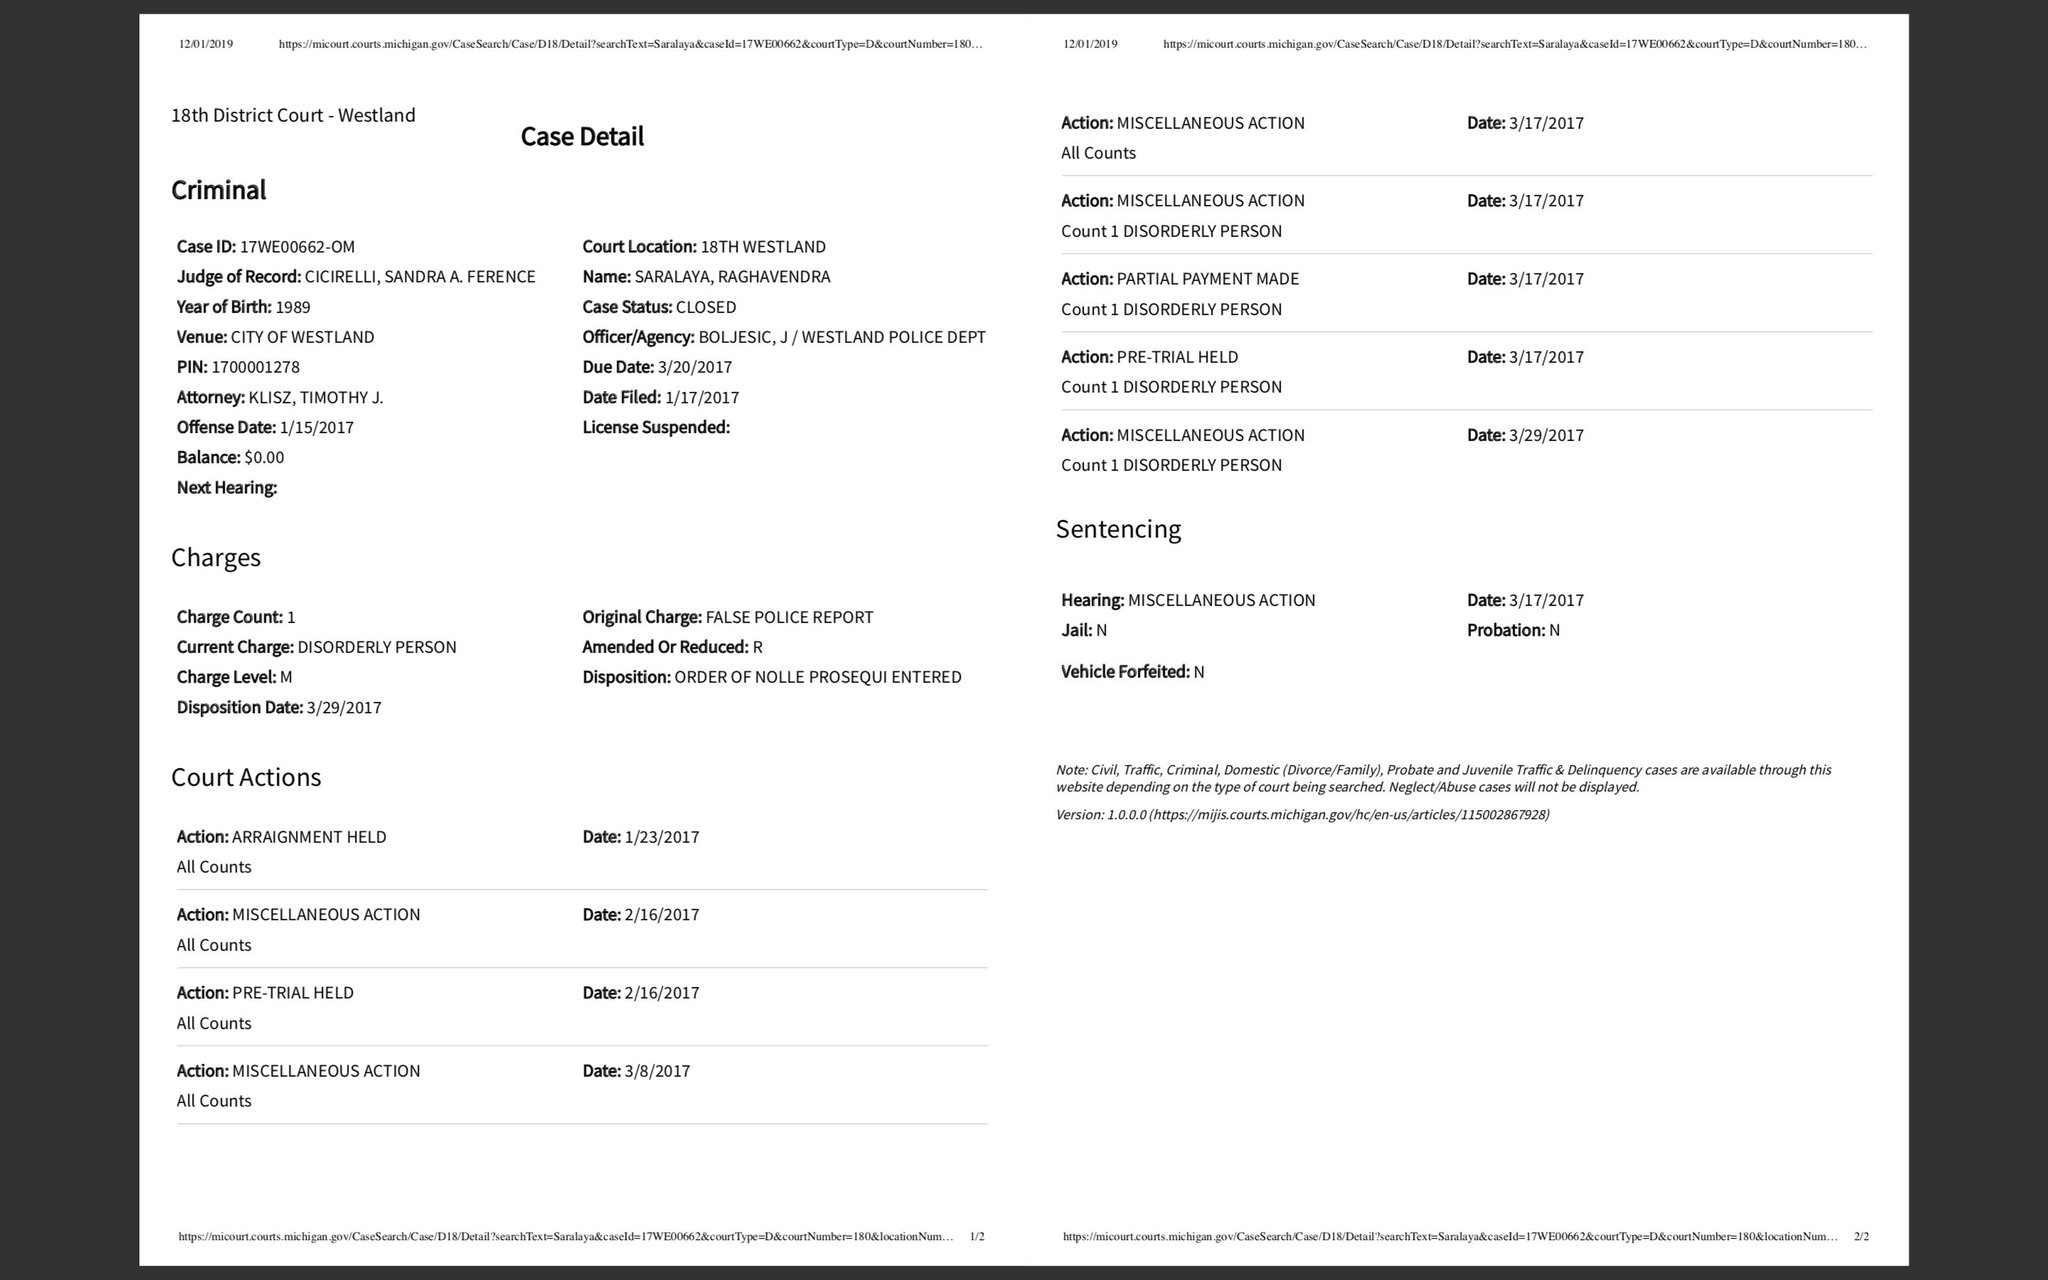 12/01/2019 https://micourt.courts.michigan.gov/CaseSearch/Case/D18/Detail?searchText=Saralaya&caseId=17WE00662&courtType=D&courtNumber=180…
18th District Court - Westland
Case Detail
Criminal
Case ID: 17WE00662-OM Court Location: 18TH WESTLAND
Judge of Record: CICIRELLI, SANDRA A. FERENCE Name: SARALAYA, RAGHAVENDRA
Year of Birth: 1989 Case Status: CLOSED
Venue: CITY OF WESTLAND Officer/Agency: BOLJESIC, J / WESTLAND POLICE DEPT
PIN: 1700001278 Due Date: 3/20/2017
Attorney: KLISZ, TIMOTHY J. Date Filed: 1/17/2017
Offense Date: 1/15/2017 License Suspended:
Balance: $0.00
Next Hearing:
Charges
Charge Count: 1 Original Charge: FALSE POLICE REPORT
Current Charge: DISORDERLY PERSON Amended Or Reduced: R
Charge Level: M Disposition: ORDER OF NOLLE PROSEQUI ENTERED
Disposition Date: 3/29/2017
Court Actions
Action: ARRAIGNMENT HELD Date: 1/23/2017
All Counts
Action: MISCELLANEOUS ACTION Date: 2/16/2017
All Counts
Action: PRE-TRIAL HELD Date: 2/16/2017
All Counts
Action: MISCELLANEOUS ACTION Date: 3/8/2017
All Counts
https://micourt.courts.michigan.gov/CaseSearch/Case/D18/Detail?searchText=Saralaya&caseId=17WE00662&courtType=D&courtNumber=180&locationNum… 1/2
12/01/2019 https://micourt.courts.michigan.gov/CaseSearch/Case/D18/Detail?searchText=Saralaya&caseId=17WE00662&courtType=D&courtNumber=180…
Action: MISCELLANEOUS ACTION Date: 3/17/2017
All Counts
Action: MISCELLANEOUS ACTION Date: 3/17/2017
Count 1 DISORDERLY PERSON
Action: PARTIAL PAYMENT MADE Date: 3/17/2017
Count 1 DISORDERLY PERSON
Action: PRE-TRIAL HELD Date: 3/17/2017
Count 1 DISORDERLY PERSON
Action: MISCELLANEOUS ACTION Date: 3/29/2017
Count 1 DISORDERLY PERSON
Sentencing
Hearing: MISCELLANEOUS ACTION Date: 3/17/2017
Jail: N Probation: N
Vehicle Forfeited: N
Note: Civil, Traffic, Criminal, Domestic (Divorce/Family), Probate and Juvenile Traffic & Delinquency cases are available through this
website depending on the type of court being searched. Neglect/Abuse cases will not be displayed.
Version: 1.0.0.0 (https://mijis.courts.michigan.gov/hc/en-us/articles/115002867928)
https://micourt.courts.michigan.gov/CaseSearch/Case/D18/Detail?searchText=Saralaya&caseId=17WE00662&courtType=D&courtNumber=180&locationNum… 2/2